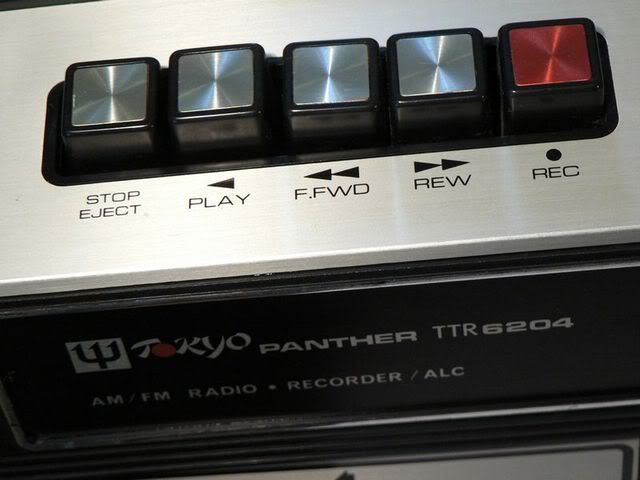 STOP
EJECT
PLAY
F.FWD
REW
REC
TOKYO PANTHER TTR6204
AM/FM RADIO • RECORDER/ALC